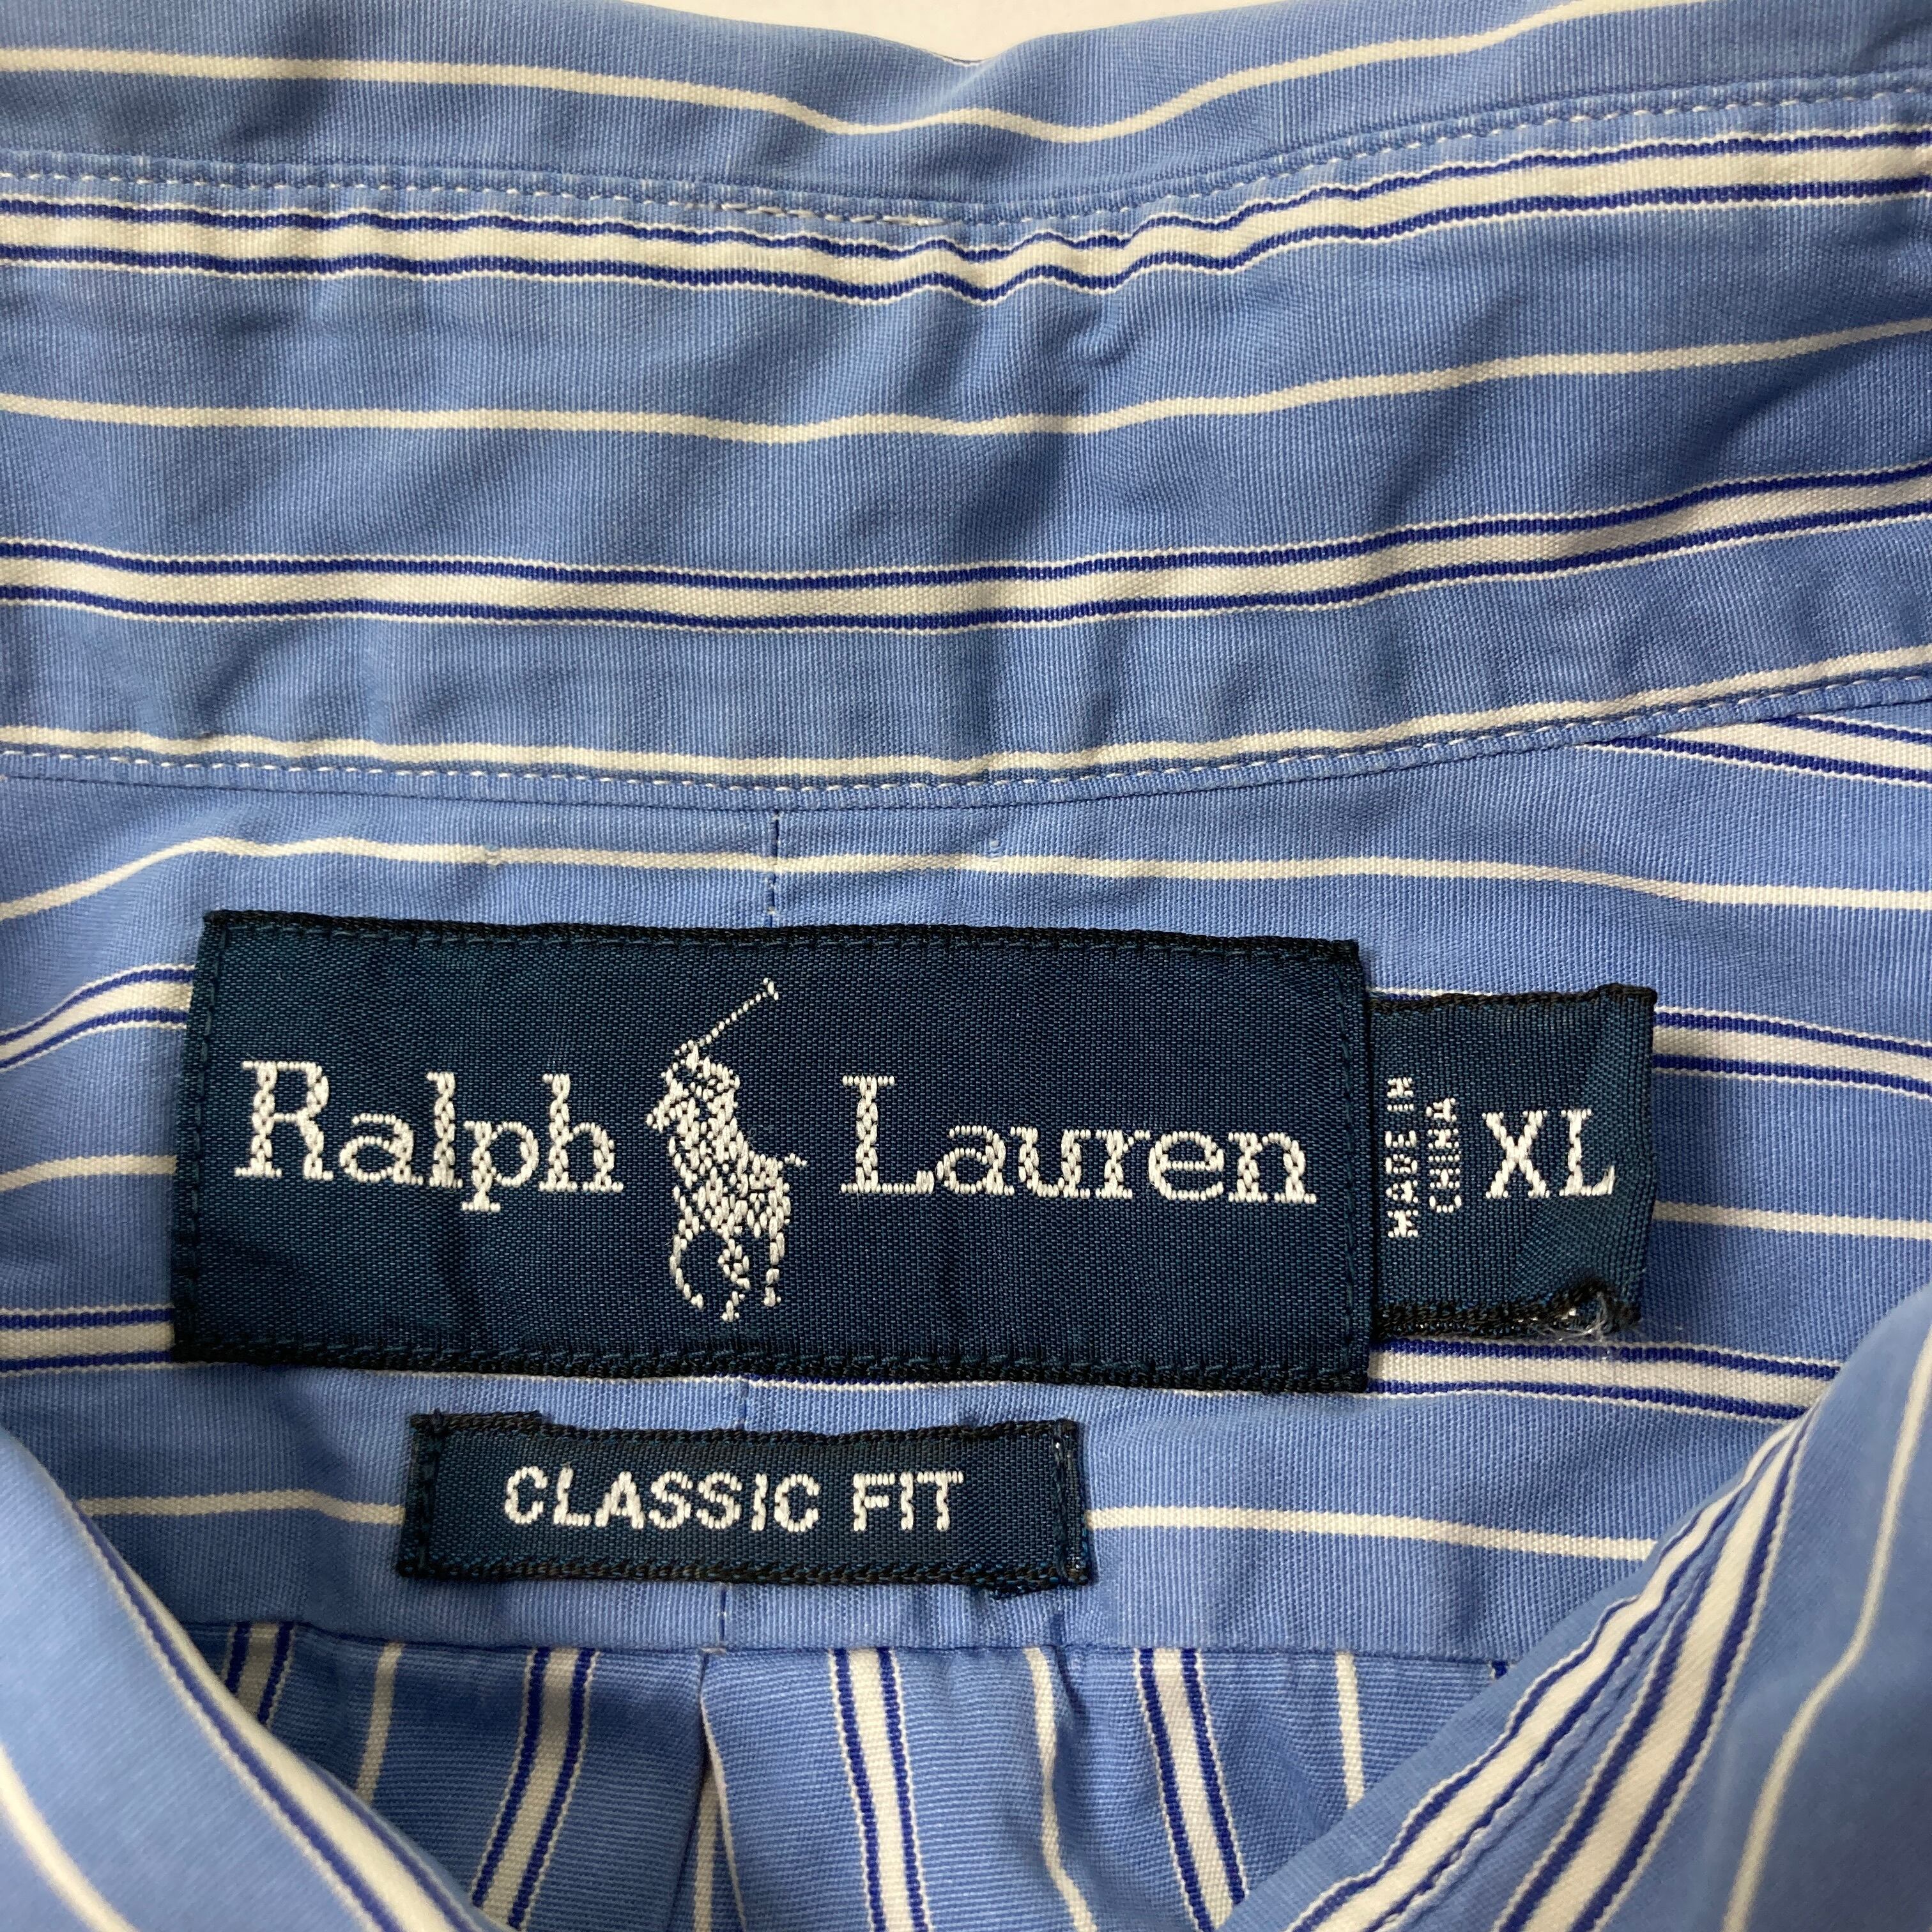 Ralph Lauren
MADE IN
CHINA
XL
CLASSIC FIT